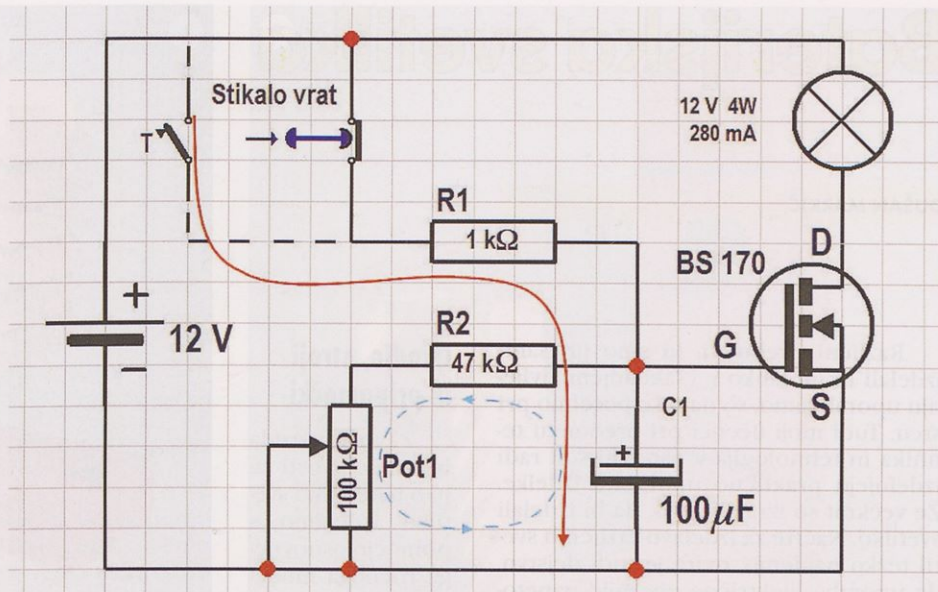 Stikalo vrat
T
12 V 4W
280 mA
R1
1 kΩ
BS 170
D
+
12 V
−
R2
47 kΩ
G
S
C1
100 kΩ
Pot1
+
100µF